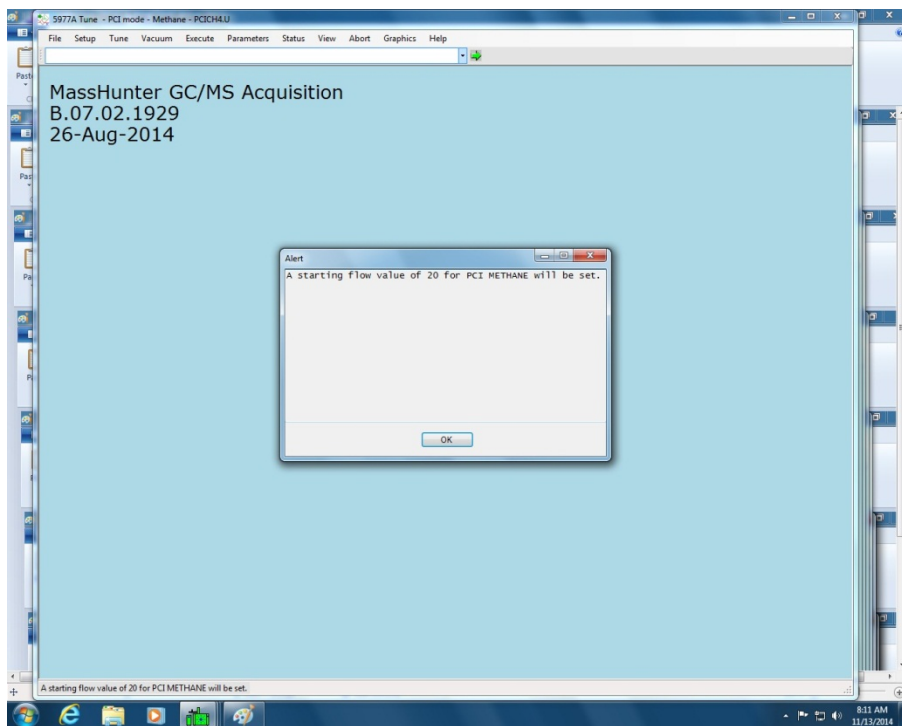 5977A Tune - PCI mode - Methane - PCICH4.U
File Setup Tune Vacuum Execute Parameters Status View Abort Graphics Help
Paste
MassHunter GC/MS Acquisition
B.07.02.1929
26-Aug-2014
Alert
A starting flow value of 20 for PCI METHANE will be set.
OK
A starting flow value of 20 for PCI METHANE will be set.
8:11 AM
11/13/2014